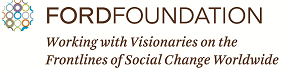 FORDFOUNDATION
Working with Visionaries on the
Frontlines of Social Change Worldwide